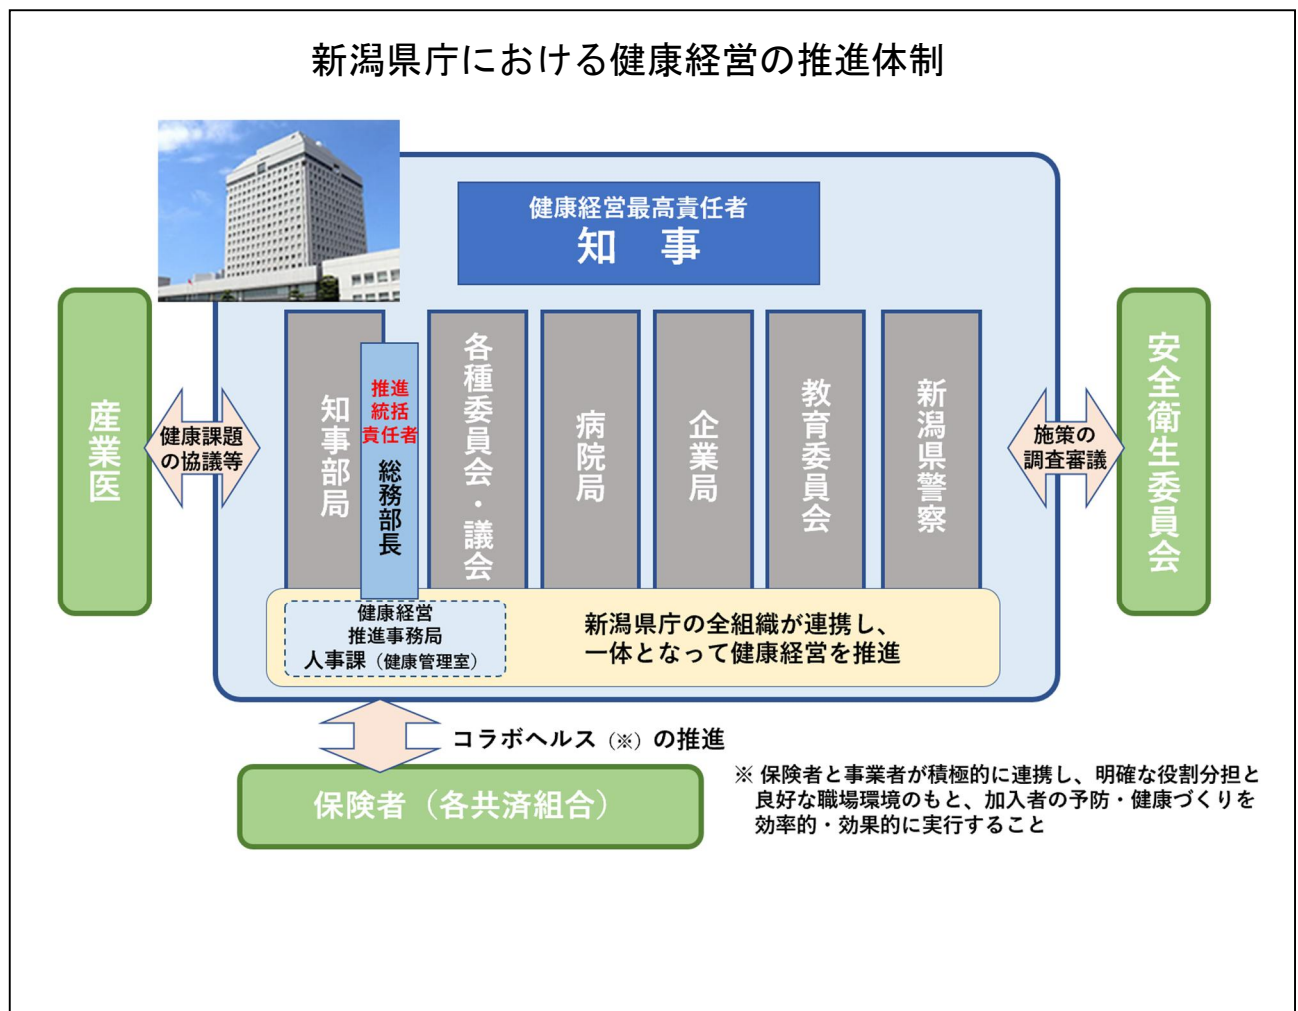 新潟県庁における健康経営の推進体制
健康経営最高責任者
知　事
産業医
健康課題
の協議等
知事部局
推進
統括
責任者
総務部長
各種委員会・議会
病院局
企業局
教育委員会
新潟県警察
施策の
調査審議
安全衛生委員会
健康経営
推進事務局
人事課（健康管理室）
新潟県庁の全組織が連携し、
一体となって健康経営を推進
コラボヘルス（※）の推進
保険者（各共済組合）
※ 保険者と事業者が積極的に連携し、明確な役割分担と
良好な職場環境のもと、加入者の予防・健康づくりを
効率的・効果的に実行すること